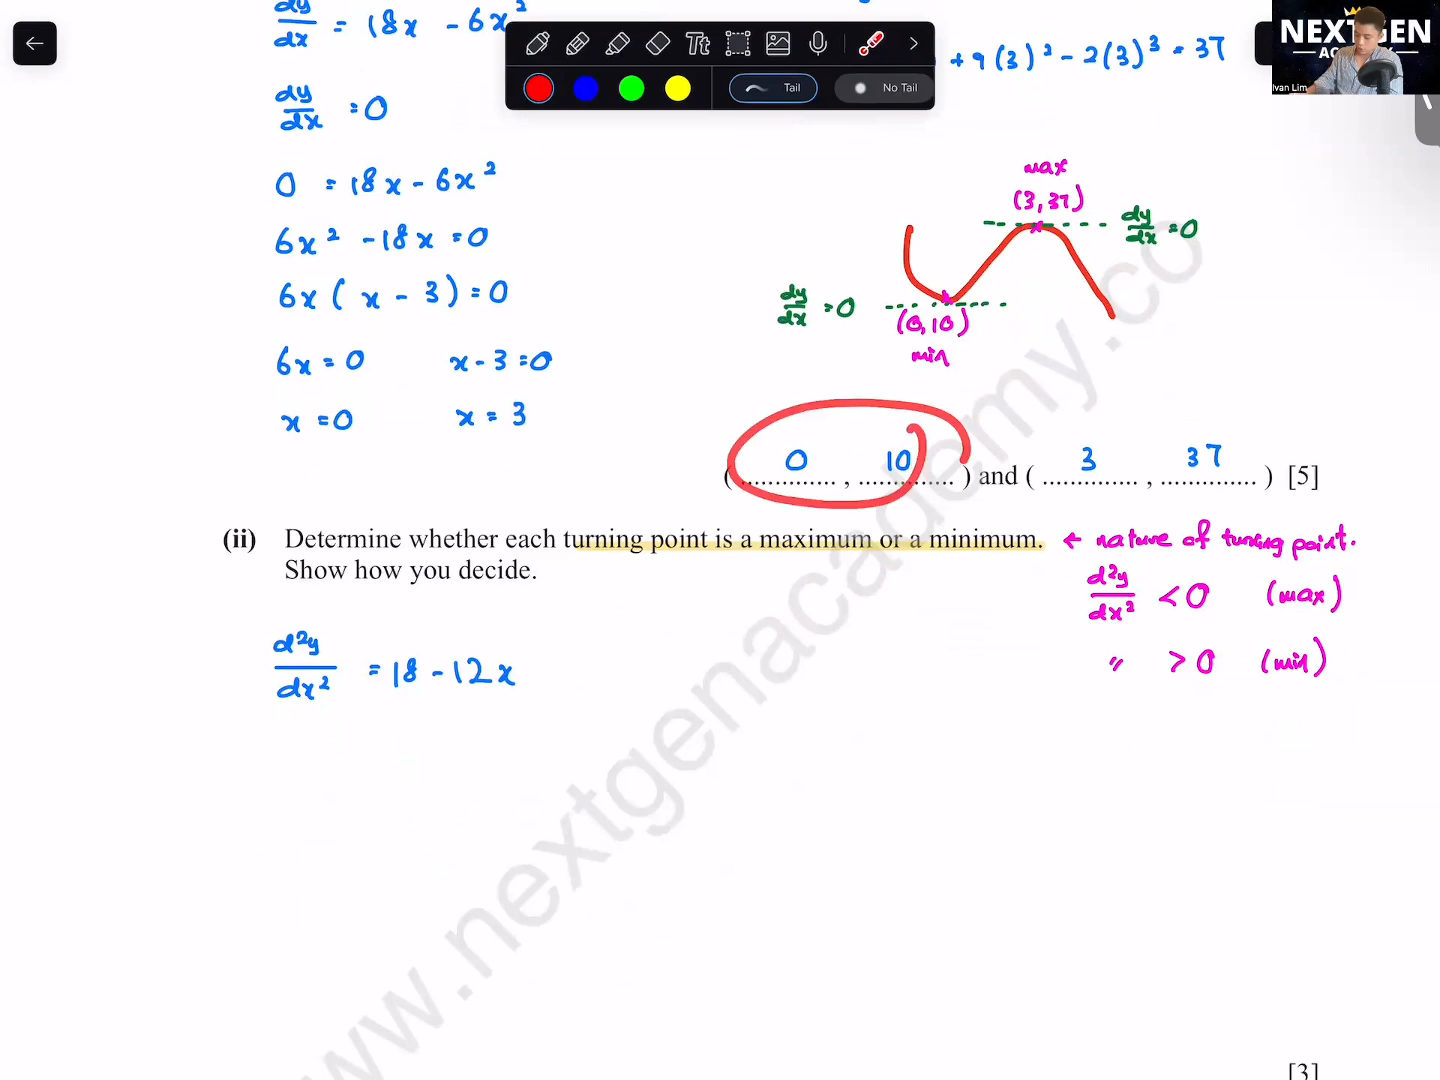 dy/dx = 18x - 6x²
+ 9(3)² - 2(3)³ = 37
NEXTGEN
Ivan Lim
Tt
Tail
No Tail
dy/dx = 0
0 = 18x - 6x²
6x² - 18x = 0
6x(x - 3) = 0
6x = 0 x - 3 = 0
x = 0 x = 3
max
(3, 37)
dy/dx = 0
dy/dx = 0
(0, 10)
min
(0, 10) and (3, 37) [5]
(ii) Determine whether each turning point is a maximum or a minimum. ← nature of turning point.
Show how you decide.
d²y/dx² < 0 (max)
" > 0 (min)
d²y/dx² = 18 - 12x
www.nextgenacademy.co
[3]